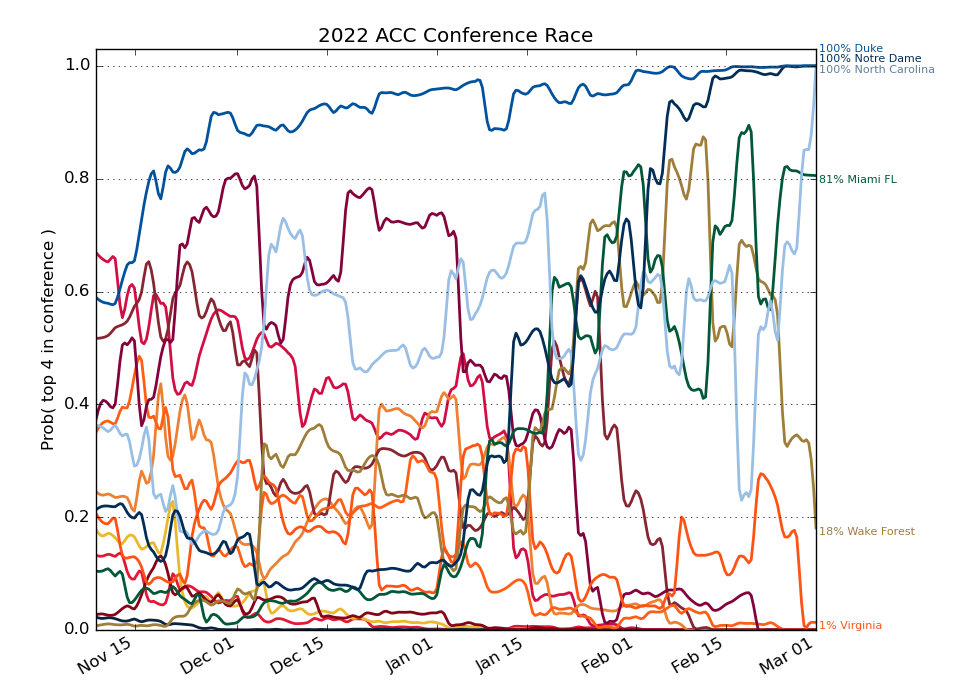 2022 ACC Conference Race
100% Duke
100% Notre Dame
100% North Carolina
81% Miami FL
18% Wake Forest
1% Virginia
Prob( top 4 in conference )
1.0
0.8
0.6
0.4
0.2
0.0
Nov 15
Dec 01
Dec 15
Jan 01
Jan 15
Feb 01
Feb 15
Mar 01